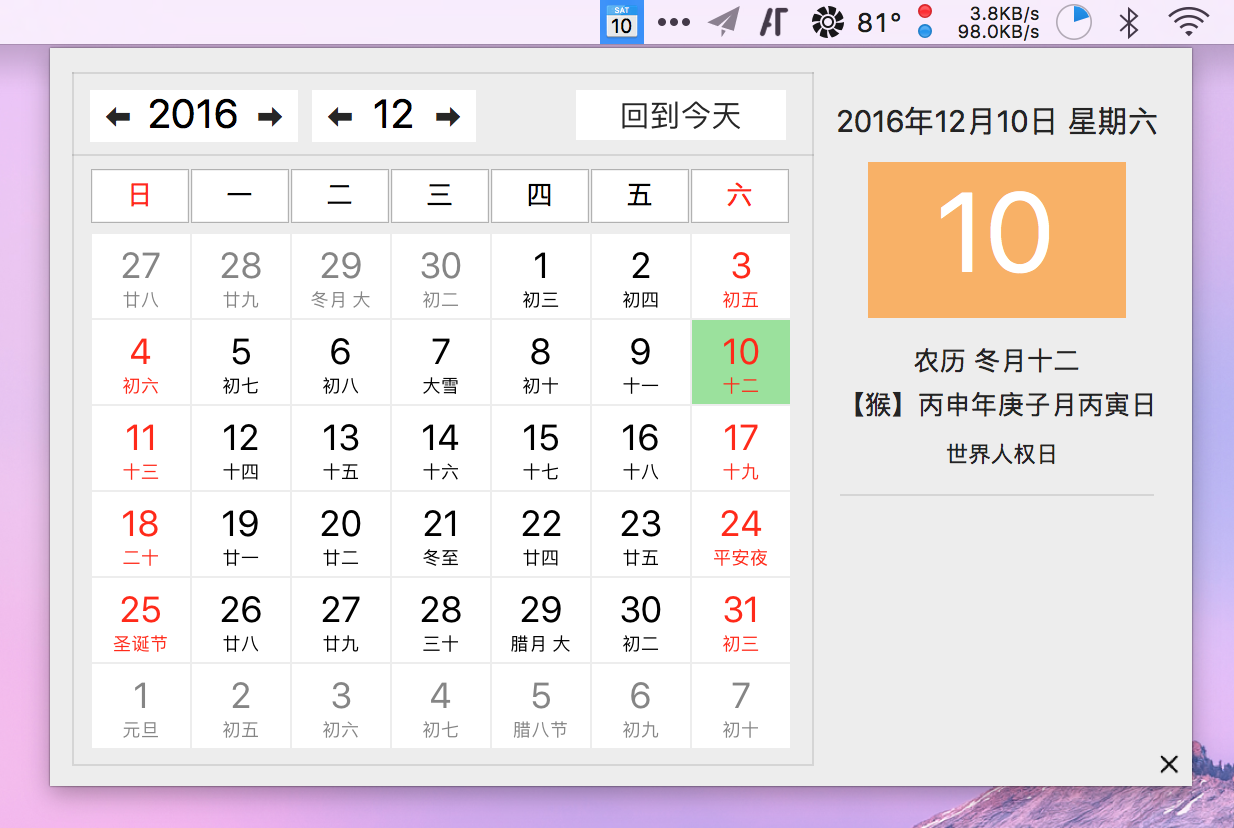 SAT
10
81°
3.8KB/s
98.0KB/s
2016
12
回到今天
日 一 二 三 四 五 六
27 28 29 30 1 2 3
廿八 廿九 冬月 大 初二 初三 初四 初五
4 5 6 7 8 9 10
初六 初七 初八 大雪 初十 十一 十二
11 12 13 14 15 16 17
十三 十四 十五 十六 十七 十八 十九
18 19 20 21 22 23 24
二十 廿一 廿二 冬至 廿四 廿五 平安夜
25 26 27 28 29 30 31
圣诞节 廿八 廿九 三十 腊月 大 初二 初三
1 2 3 4 5 6 7
元旦 初五 初六 初七 腊八节 初九 初十
2016年12月10日 星期六
10
农历 冬月十二
【猴】丙申年庚子月丙寅日
世界人权日